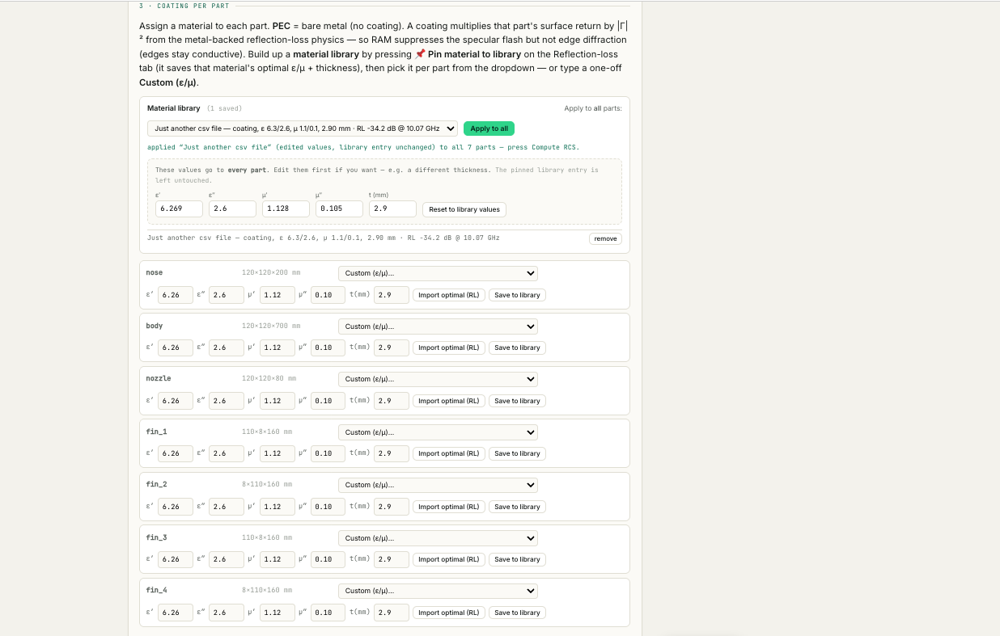 3 · COATING PER PART
Assign a material to each part. PEC = bare metal (no coating). A coating multiplies that part's surface return by |Γ|
² from the metal-backed reflection-loss physics — so RAM suppresses the specular flash but not edge diffraction
(edges stay conductive). Build up a material library by pressing 📌 Pin material to library on the Reflection-loss
tab (it saves that material's optimal ε/μ + thickness), then pick it per part from the dropdown — or type a one-off
Custom (ε/μ).
Material library (1 saved) Apply to all parts:
Just another csv file — coating, ε 6.3/2.6, μ 1.1/0.1, 2.90 mm · RL -34.2 dB @ 10.07 GHz Apply to all
applied “Just another csv file” (edited values, library entry unchanged) to all 7 parts — press Compute RCS.
These values go to every part. Edit them first if you want — e.g. a different thickness. The pinned library entry is
left untouched.
ε′ ε″ μ′ μ″ t (mm)
6.269 2.6 1.128 0.105 2.9 Reset to library values
Just another csv file — coating, ε 6.3/2.6, μ 1.1/0.1, 2.90 mm · RL -34.2 dB @ 10.07 GHz remove
nose 120×120×200 mm Custom (ε/μ)...
ε′ 6.26 ε″ 2.6 μ′ 1.12 μ″ 0.10 t(mm) 2.9 Import optimal (RL) Save to library
body 120×120×700 mm Custom (ε/μ)...
ε′ 6.26 ε″ 2.6 μ′ 1.12 μ″ 0.10 t(mm) 2.9 Import optimal (RL) Save to library
nozzle 120×120×80 mm Custom (ε/μ)...
ε′ 6.26 ε″ 2.6 μ′ 1.12 μ″ 0.10 t(mm) 2.9 Import optimal (RL) Save to library
fin_1 110×8×160 mm Custom (ε/μ)...
ε′ 6.26 ε″ 2.6 μ′ 1.12 μ″ 0.10 t(mm) 2.9 Import optimal (RL) Save to library
fin_2 8×110×160 mm Custom (ε/μ)...
ε′ 6.26 ε″ 2.6 μ′ 1.12 μ″ 0.10 t(mm) 2.9 Import optimal (RL) Save to library
fin_3 110×8×160 mm Custom (ε/μ)...
ε′ 6.26 ε″ 2.6 μ′ 1.12 μ″ 0.10 t(mm) 2.9 Import optimal (RL) Save to library
fin_4 8×110×160 mm Custom (ε/μ)...
ε′ 6.26 ε″ 2.6 μ′ 1.12 μ″ 0.10 t(mm) 2.9 Import optimal (RL) Save to library